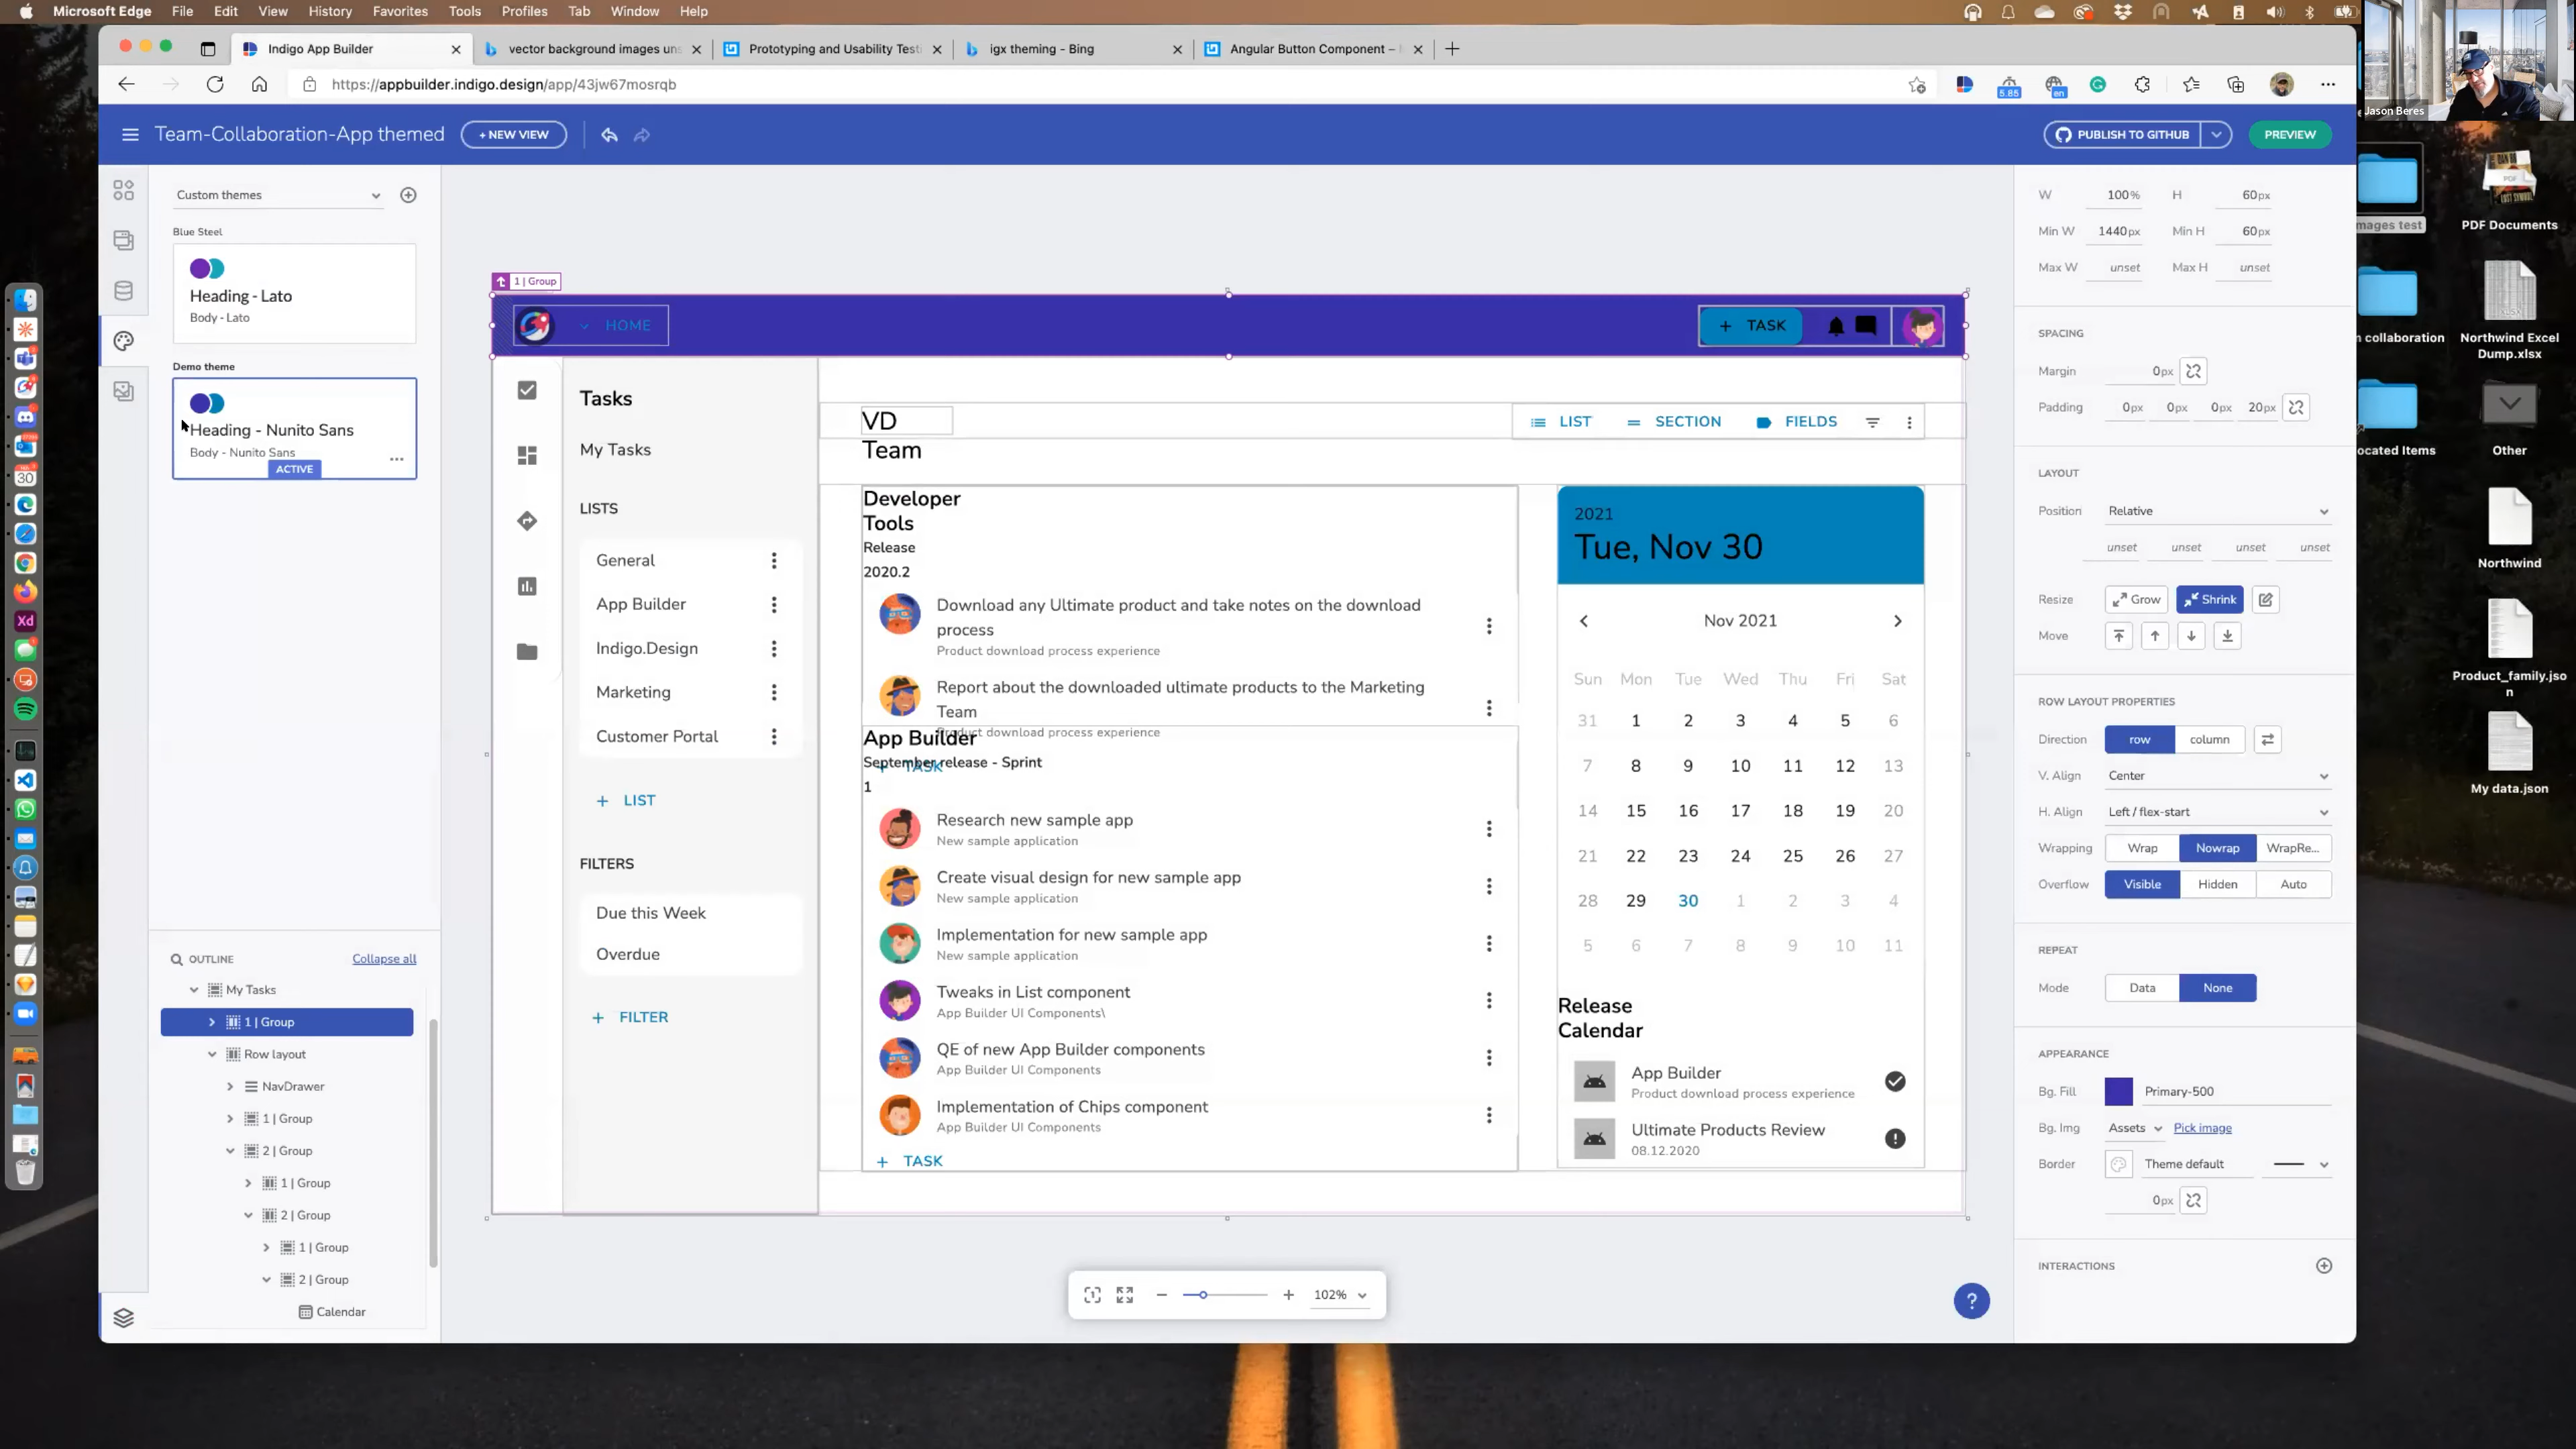 Microsoft Edge File Edit View History Favorites Tools Profiles Tab Window Help
Indigo App Builder
vector background images uns
Prototyping and Usability Testi
igx theming - Bing
Angular Button Component –
https://appbuilder.indigo.design/app/43jw67mosrqb
5.85
en
Jason Beres
Team-Collaboration-App themed
+ NEW VIEW
PUBLISH TO GITHUB
PREVIEW
Custom themes
Blue Steel
Heading - Lato
Body - Lato
Demo theme
Heading - Nunito Sans
Body - Nunito Sans
ACTIVE
OUTLINE
Collapse all
My Tasks
1 | Group
Row layout
NavDrawer
1 | Group
2 | Group
1 | Group
2 | Group
1 | Group
2 | Group
Calendar
1 | Group
HOME
+ TASK
Tasks
My Tasks
LISTS
General
App Builder
Indigo.Design
Marketing
Customer Portal
+ LIST
FILTERS
Due this Week
Overdue
+ FILTER
VD
Team
LIST
SECTION
FIELDS
Developer
Tools
Release
2020.2
Download any Ultimate product and take notes on the download
process
Product download process experience
Report about the downloaded ultimate products to the Marketing
Team
Product download process experience
+ TASK
App Builder
September release - Sprint
1
Research new sample app
New sample application
Create visual design for new sample app
New sample application
Implementation for new sample app
New sample application
Tweaks in List component
App Builder UI Components\
QE of new App Builder components
App Builder UI Components
Implementation of Chips component
App Builder UI Components
+ TASK
2021
Tue, Nov 30
Nov 2021
Sun Mon Tue Wed Thu Fri Sat
31 1 2 3 4 5 6
7 8 9 10 11 12 13
14 15 16 17 18 19 20
21 22 23 24 25 26 27
28 29 30 1 2 3 4
5 6 7 8 9 10 11
Release
Calendar
App Builder
Product download process experience
Ultimate Products Review
08.12.2020
102%
?
W 100% H 60px
Min W 1440px Min H 60px
Max W unset Max H unset
SPACING
Margin 0px
Padding 0px 0px 0px 20px
LAYOUT
Position Relative
unset unset unset unset
Resize Grow Shrink
Move
ROW LAYOUT PROPERTIES
Direction row column
V. Align Center
H. Align Left / flex-start
Wrapping Wrap Nowrap WrapRe...
Overflow Visible Hidden Auto
REPEAT
Mode Data None
APPEARANCE
Bg. Fill Primary-500
Bg. Img Assets Pick image
Border Theme default
0px
INTERACTIONS
mages test
PDF Documents
collaboration
Northwind Excel
Dump.xlsx
ocated Items
Other
Northwind
Product_family.jso
n
My data.json
Xd
30